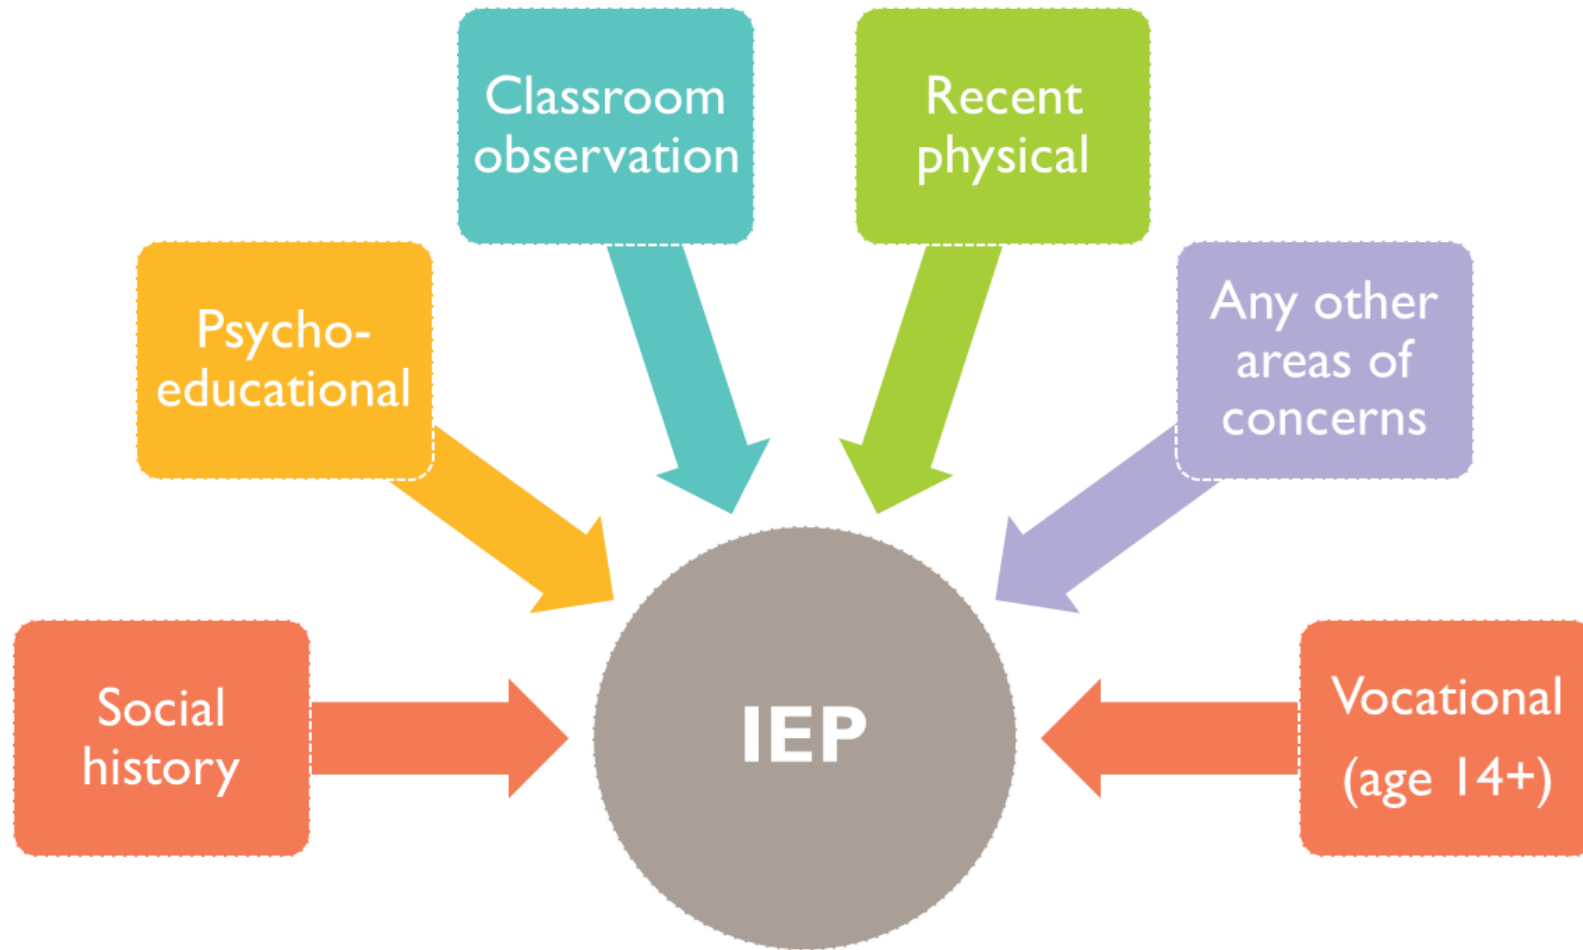 Classroom
observation
Recent
physical
Psycho-
educational
Any other
areas of
concerns
Social
history
IEP
Vocational
(age 14+)